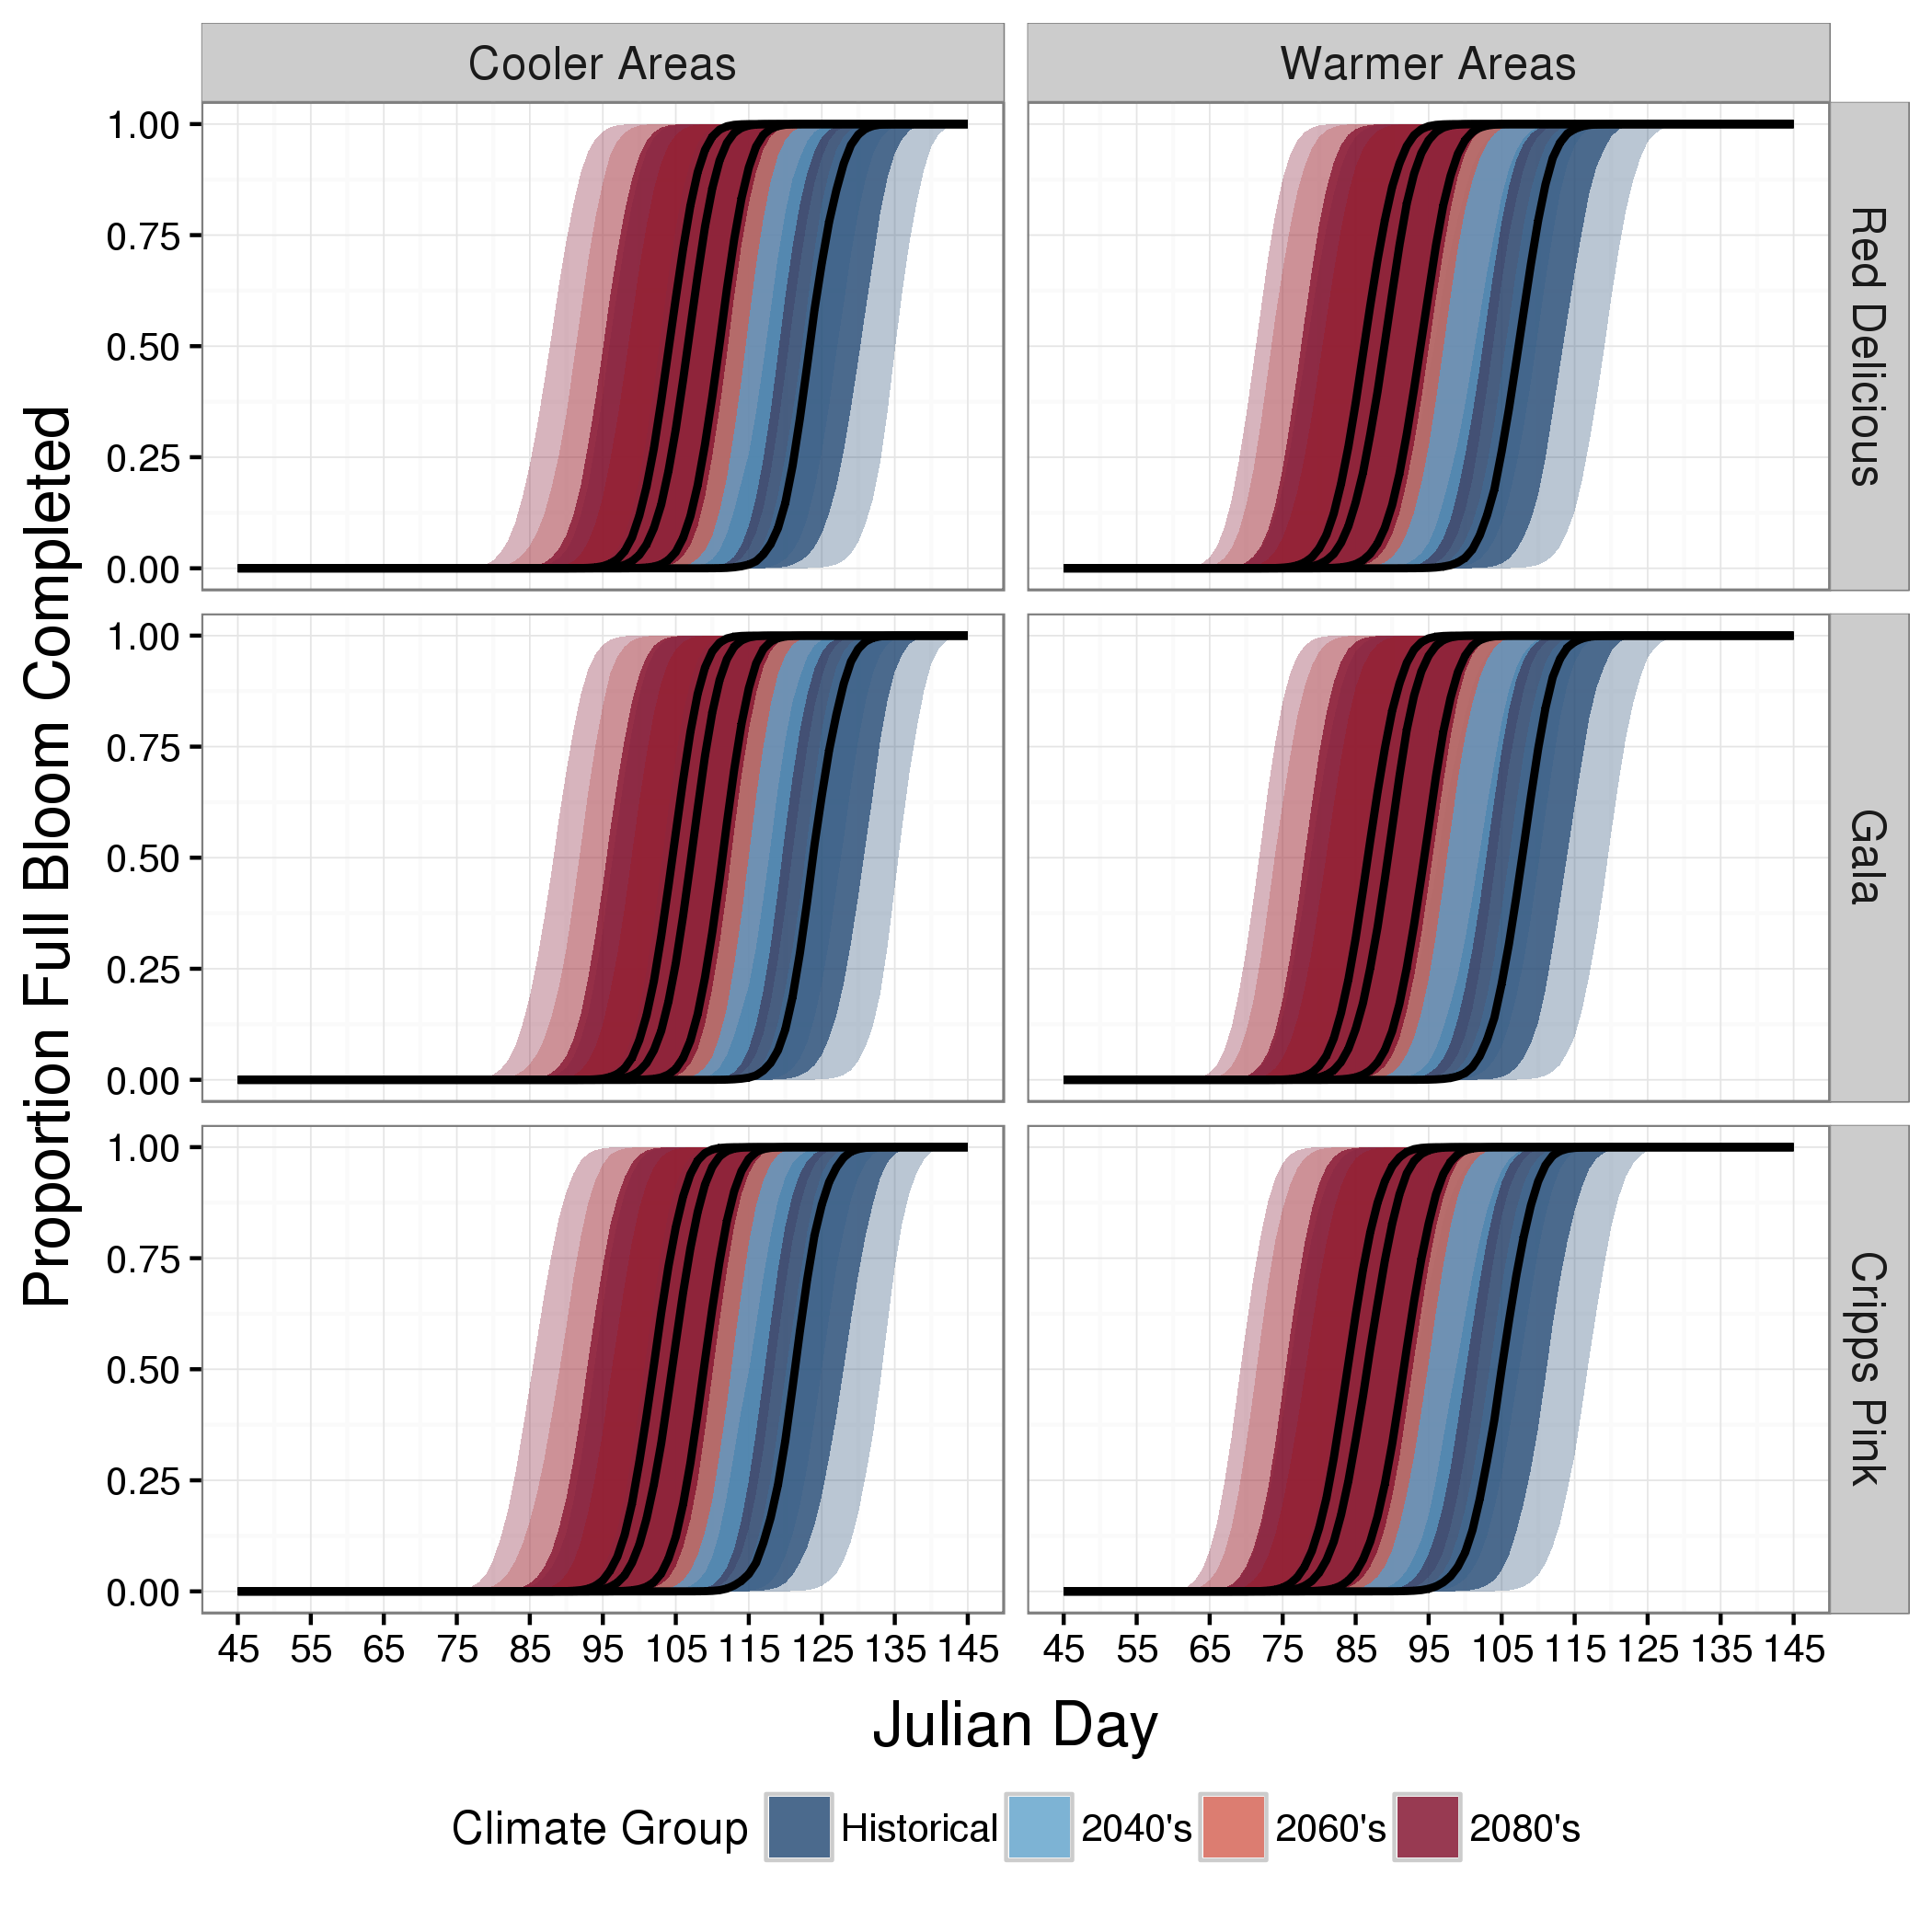 Cooler Areas
Warmer Areas
Proportion Full Bloom Completed
1.00
0.75
0.50
0.25
0.00
Red Delicious
1.00
0.75
0.50
0.25
0.00
Gala
1.00
0.75
0.50
0.25
0.00
Cripps Pink
45 55 65 75 85 95 105 115 125 135 145
45 55 65 75 85 95 105 115 125 135 145
Julian Day
Climate Group Historical 2040's 2060's 2080's